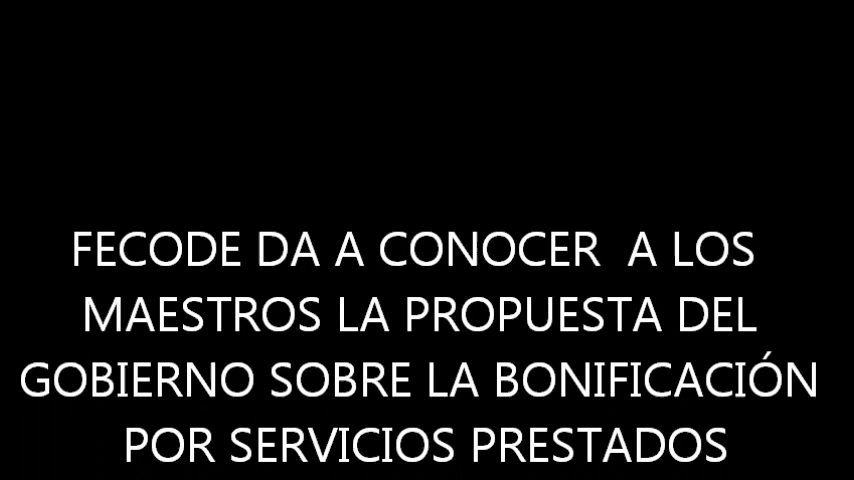 FECODE DA A CONOCER  A LOS
MAESTROS LA PROPUESTA DEL
GOBIERNO SOBRE LA BONIFICACIÓN
POR SERVICIOS PRESTADOS